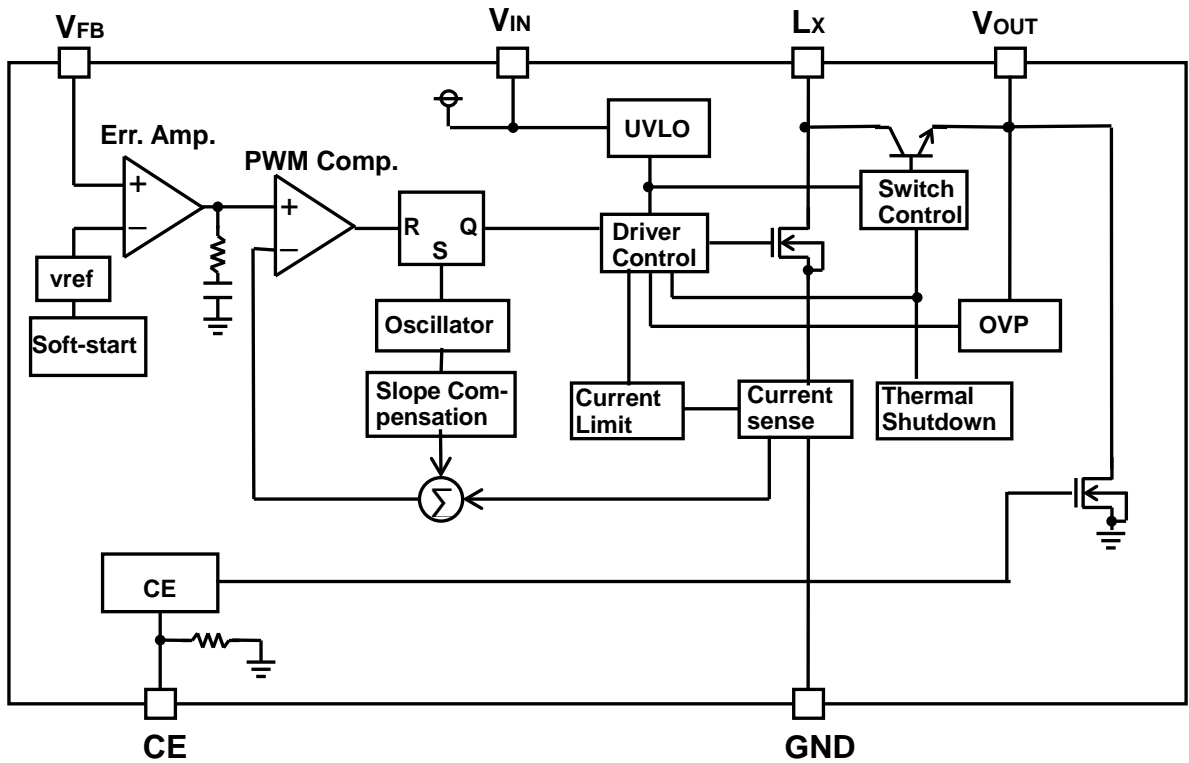 VFB
VIN
LX
VOUT
Err. Amp.
PWM Comp.
UVLO
Switch
Control
+
−
+
−
R
Q
S
Driver
Control
vref
Soft-start
Oscillator
OVP
Slope Com-
pensation
Current
Limit
Current
sense
Thermal
Shutdown
Σ
CE
CE
GND